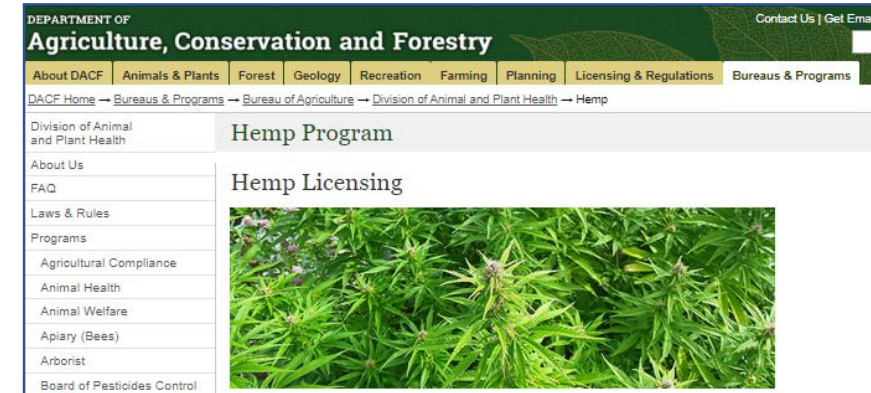 DEPARTMENT OF
Agriculture, Conservation and Forestry
Contact Us | Get Ema
About DACF Animals & Plants Forest Geology Recreation Farming Planning Licensing & Regulations Bureaus & Programs
DACF Home → Bureaus & Programs → Bureau of Agriculture → Division of Animal and Plant Health → Hemp
Division of Animal
and Plant Health
About Us
FAQ
Laws & Rules
Programs
Agricultural Compliance
Animal Health
Animal Welfare
Apiary (Bees)
Arborist
Board of Pesticides Control
Hemp Program
Hemp Licensing